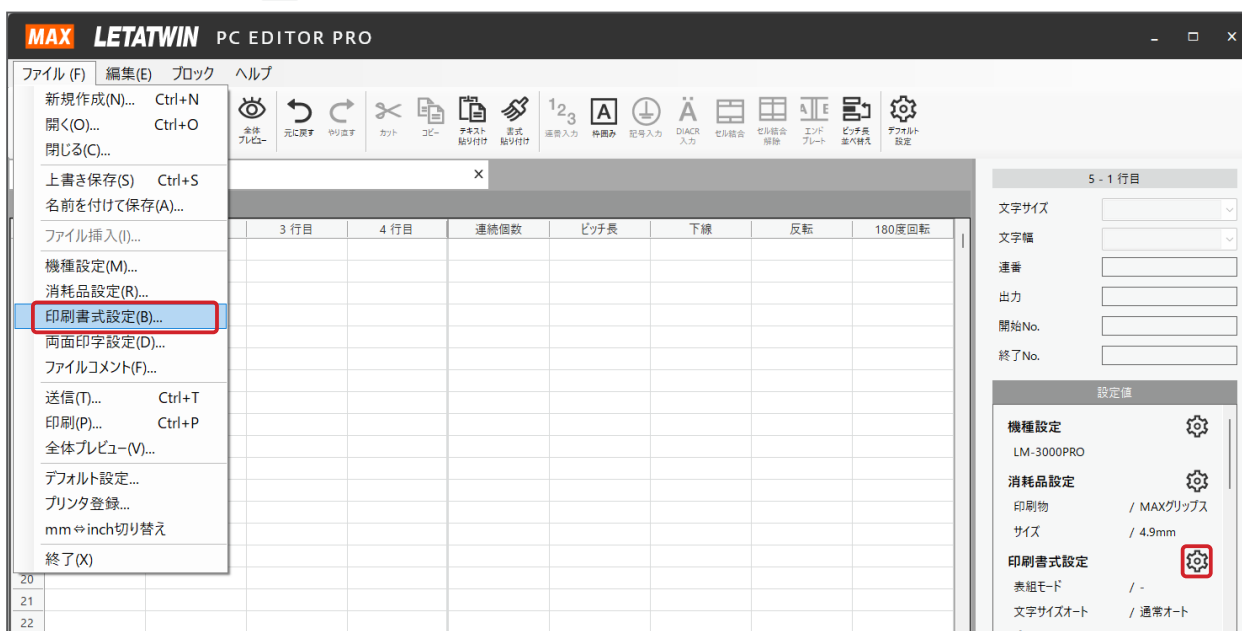 MAX LETATWIN PC EDITOR PRO
ファイル (F) 編集(E) ブロック ヘルプ
新規作成(N)... Ctrl+N
開く(O)... Ctrl+O
閉じる(C)...
上書き保存(S) Ctrl+S
名前を付けて保存(A)...
ファイル挿入(I)...
機種設定(M)...
消耗品設定(R)...
印刷書式設定(B)...
両面印字設定(D)...
ファイルコメント(F)...
送信(T)... Ctrl+T
印刷(P)... Ctrl+P
全体プレビュー(V)...
デフォルト設定...
プリンタ登録...
mm⇔inch切り替え
終了(X)
全体
プレビュー
元に戻す
やり直す
カット
コピー
テキスト
貼り付け
書式
貼り付け
連番入力
枠囲み
記号入力
DIACR
入力
セル結合
セル結合
解除
エンド
プレート
ピッチ長
並べ替え
デフォルト
設定
3 行目 4 行目 連続個数 ピッチ長 下線 反転 180度回転
20
21
22
5 - 1 行目
文字サイズ
文字幅
連番
出力
開始No.
終了No.
設定値
機種設定
LM-3000PRO
消耗品設定
印刷物 / MAXグリップス
サイズ / 4.9mm
印刷書式設定
表組モード / -
文字サイズオート / 通常オート